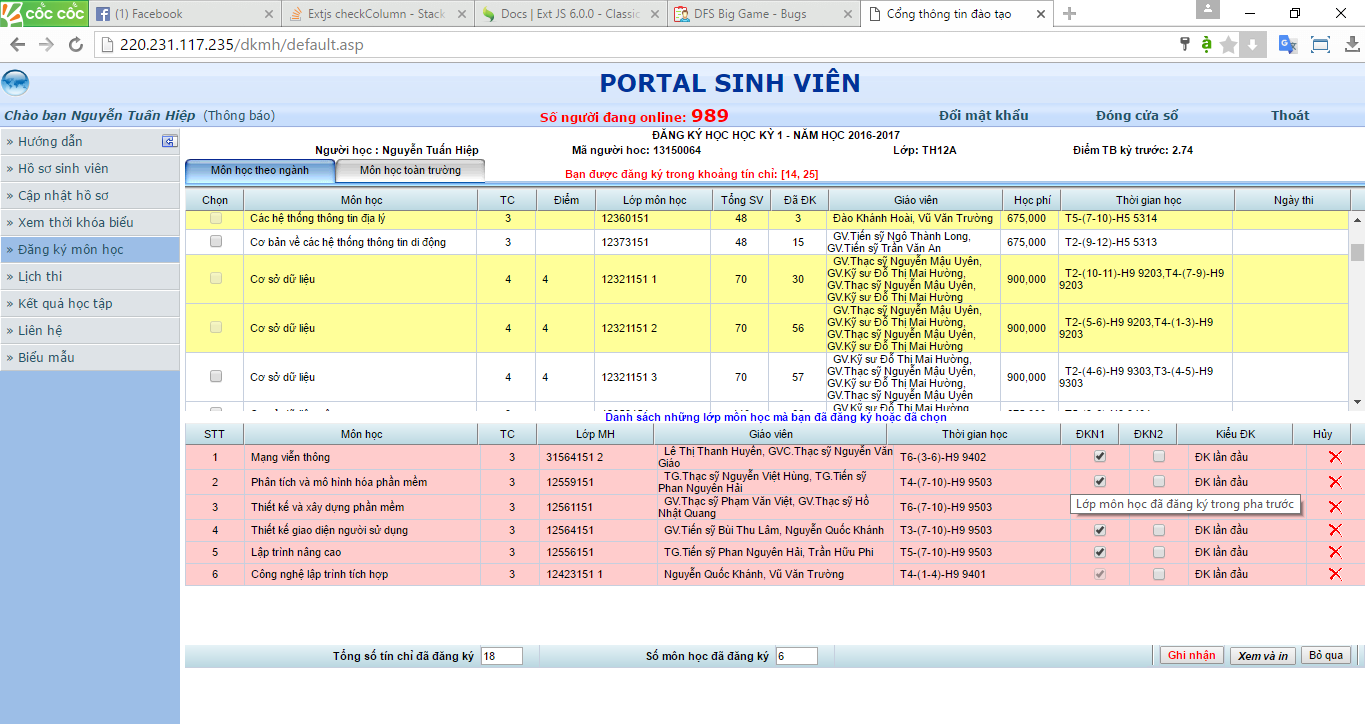 CỐC CỐC
(1) Facebook
Extjs checkColumn - Stack
Docs | Ext JS 6.0.0 - Classic
DFS Big Game - Bugs
Cổng thông tin đào tạo
220.231.117.235/dkmh/default.asp
PORTAL SINH VIÊN
Chào bạn Nguyễn Tuấn Hiệp (Thông báo) Số người đang online: 989 Đổi mật khẩu Đóng cửa sổ Thoát
» Hướng dẫn
» Hồ sơ sinh viên
» Cập nhật hồ sơ
» Xem thời khóa biểu
» Đăng ký môn học
» Lịch thi
» Kết quả học tập
» Liên hệ
» Biểu mẫu
ĐĂNG KÝ HỌC HỌC KỲ 1 - NĂM HỌC 2016-2017
Người học : Nguyễn Tuấn Hiệp Mã người hoc: 13150064 Lớp: TH12A Điểm TB kỳ trước: 2.74
Môn học theo ngành Môn học toàn trường Bạn được đăng ký trong khoảng tín chỉ: [14, 25]
Chọn Môn học TC Điểm Lớp môn học Tổng SV Đã ĐK Giáo viên Học phí Thời gian học Ngày thi
Các hệ thống thông tin địa lý 3 12360151 48 3 Đào Khánh Hoài, Vũ Văn Trường 675,000 T5-(7-10)-H5 5314
Cơ bản về các hệ thống thông tin di động 3 12373151 48 15 GV.Tiến sỹ Ngô Thành Long, 675,000 T2-(9-12)-H5 5313
GV.Tiến sỹ Trần Văn An
Cơ sở dữ liệu 4 4 12321151 1 70 30 GV.Thạc sỹ Nguyễn Mậu Uyên, 900,000 T2-(10-11)-H9 9203,T4-(7-9)-H9
GV.Kỹ sư Đỗ Thị Mai Hường, 9203
GV.Thạc sỹ Nguyễn Mậu Uyên,
GV.Kỹ sư Đỗ Thị Mai Hường
Cơ sở dữ liệu 4 4 12321151 2 70 56 GV.Thạc sỹ Nguyễn Mậu Uyên, 900,000 T2-(5-6)-H9 9203,T4-(1-3)-H9
GV.Kỹ sư Đỗ Thị Mai Hường, 9203
GV.Thạc sỹ Nguyễn Mậu Uyên,
GV.Kỹ sư Đỗ Thị Mai Hường
Cơ sở dữ liệu 4 4 12321151 3 70 57 GV.Kỹ sư Đỗ Thị Mai Hường, 900,000 T2-(4-6)-H9 9303,T3-(4-5)-H9
GV.Thạc sỹ Nguyễn Mậu Uyên, 9303
GV.Kỹ sư Đỗ Thị Mai Hường,
GV.Thạc sỹ Nguyễn Mậu Uyên
GV.Kỹ sư Đỗ Thị Mai Hường,
Danh sách những lớp môn học mà bạn đã đăng ký hoặc đã chọn
STT Môn học TC Lớp MH Giáo viên Thời gian học ĐKN1 ĐKN2 Kiểu ĐK Hủy
1 Mạng viễn thông 3 31564151 2 Lê Thị Thanh Huyền, GVC.Thạc sỹ Nguyễn Văn T6-(3-6)-H9 9402 ĐK lần đầu
Giáo
2 Phân tích và mô hình hóa phần mềm 3 12559151 TG.Thạc sỹ Nguyễn Việt Hùng, TG.Tiến sỹ T4-(7-10)-H9 9503 ĐK lần đầu
Phan Nguyên Hải
3 Thiết kế và xây dựng phần mềm 3 12561151 GV.Thạc sỹ Phạm Văn Việt, GV.Thạc sỹ Hồ T6-(7-10)-H9 9503
Nhật Quang
Lớp môn học đã đăng ký trong pha trước
4 Thiết kế giao diện người sử dụng 3 12564151 GV.Tiến sỹ Bùi Thu Lâm, Nguyễn Quốc Khánh T3-(7-10)-H9 9503 ĐK lần đầu
5 Lập trình nâng cao 3 12556151 TG.Tiến sỹ Phan Nguyên Hải, Trần Hữu Phi T5-(7-10)-H9 9503 ĐK lần đầu
6 Công nghệ lập trình tích hợp 3 12423151 1 Nguyễn Quốc Khánh, Vũ Văn Trường T4-(1-4)-H9 9401 ĐK lần đầu
Tổng số tín chỉ đã đăng ký 18 Số môn học đã đăng ký 6 Ghi nhận Xem và in Bỏ qua